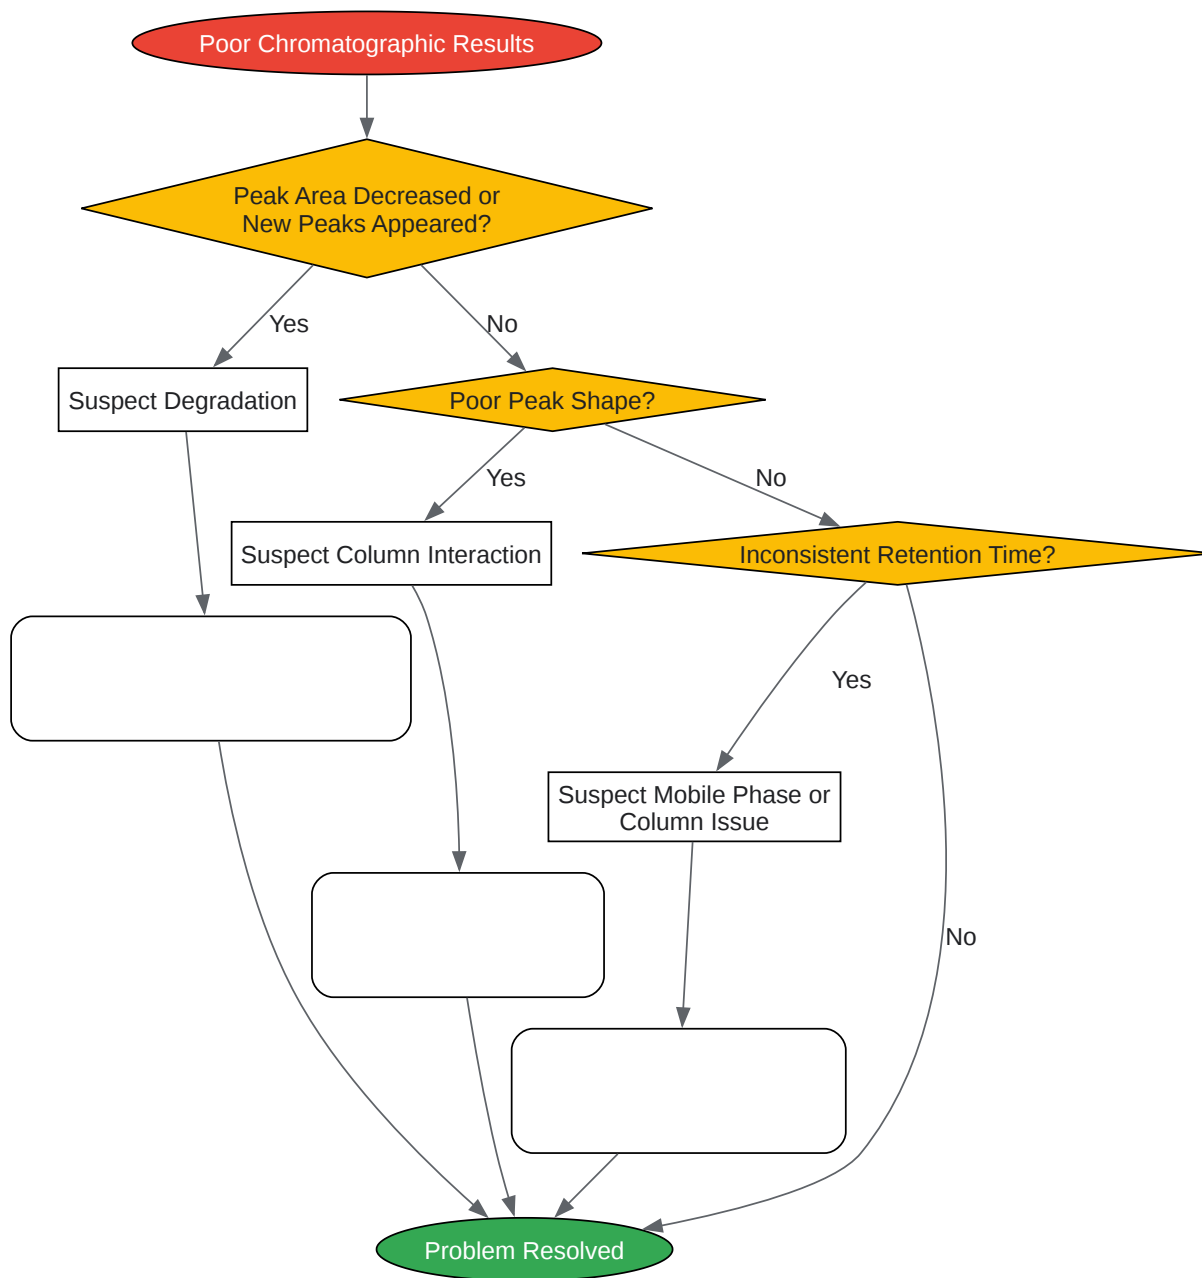 Poor Chromatographic Results
Peak Area Decreased or
New Peaks Appeared?
Yes
No
Suspect Degradation
Poor Peak Shape?
Yes
No
Suspect Column Interaction
Inconsistent Retention Time?
Yes
Suspect Mobile Phase or
Column Issue
No
Problem Resolved